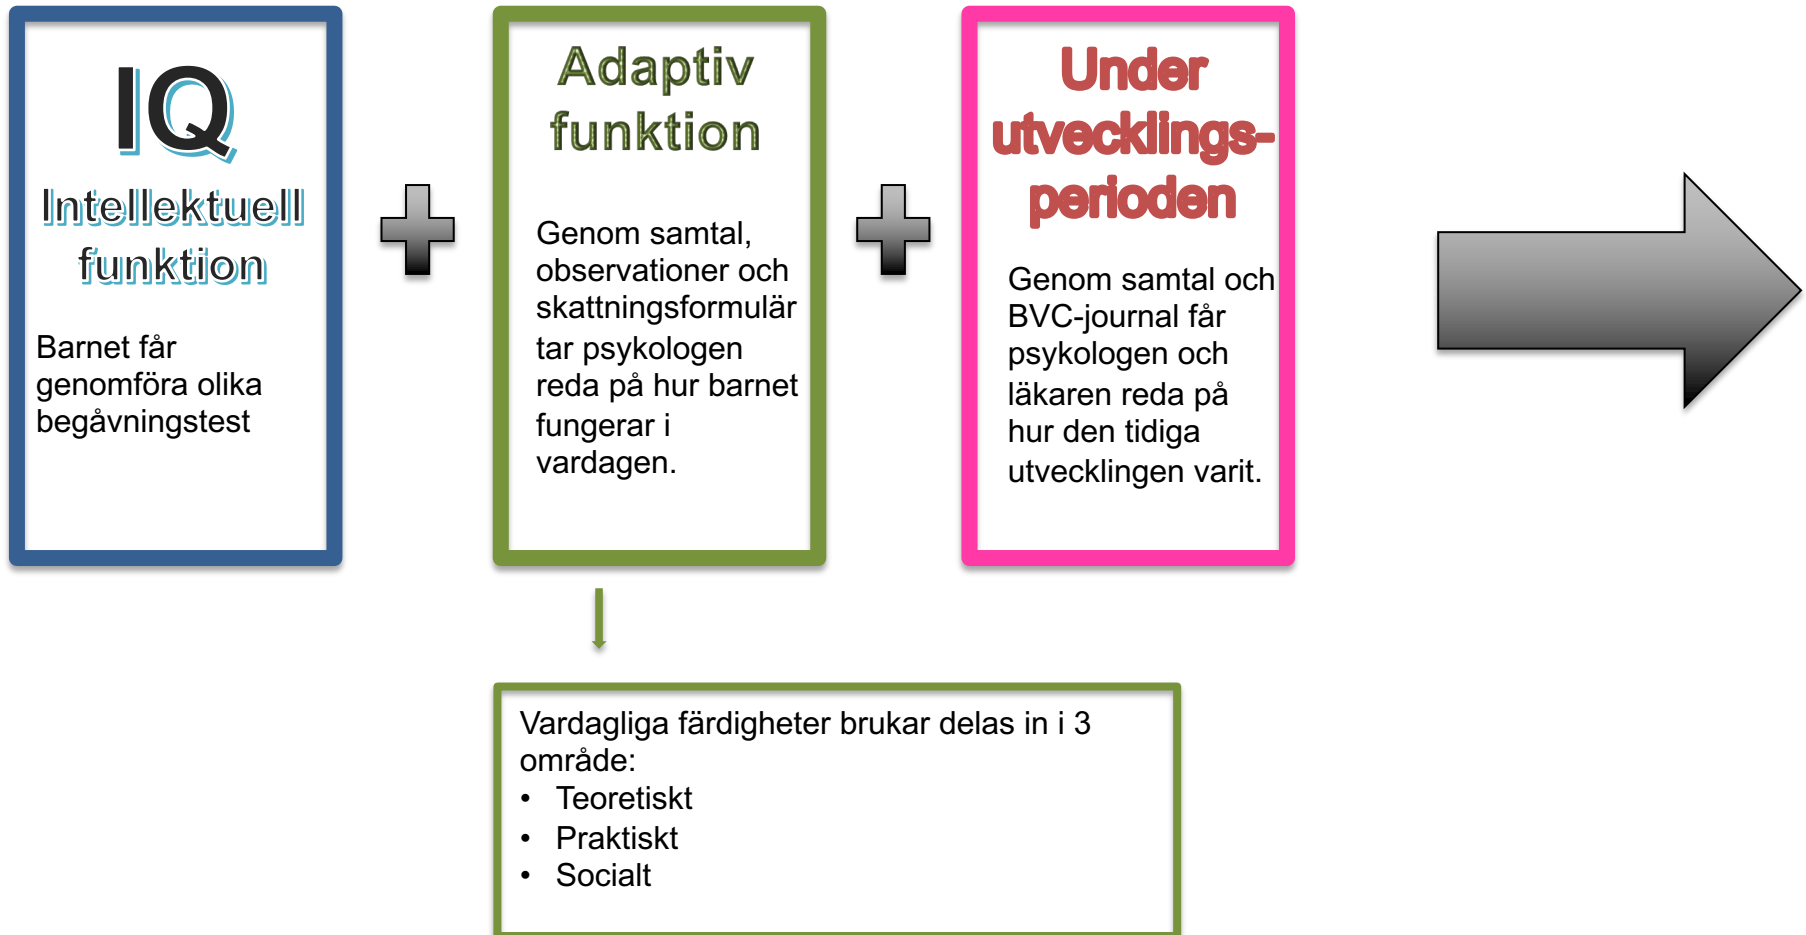 IQ
Intellektuell
funktion
Barnet får
genomföra olika
begåvningstest
Adaptiv
funktion
Genom samtal,
observationer och
skattningsformulär
tar psykologen
reda på hur barnet
fungerar i
vardagen.
Under
utvecklings-
perioden
Genom samtal och
BVC-journal får
psykologen och
läkaren reda på
hur den tidiga
utvecklingen varit.
Vardagliga färdigheter brukar delas in i 3
område:
• Teoretiskt
• Praktiskt
• Socialt